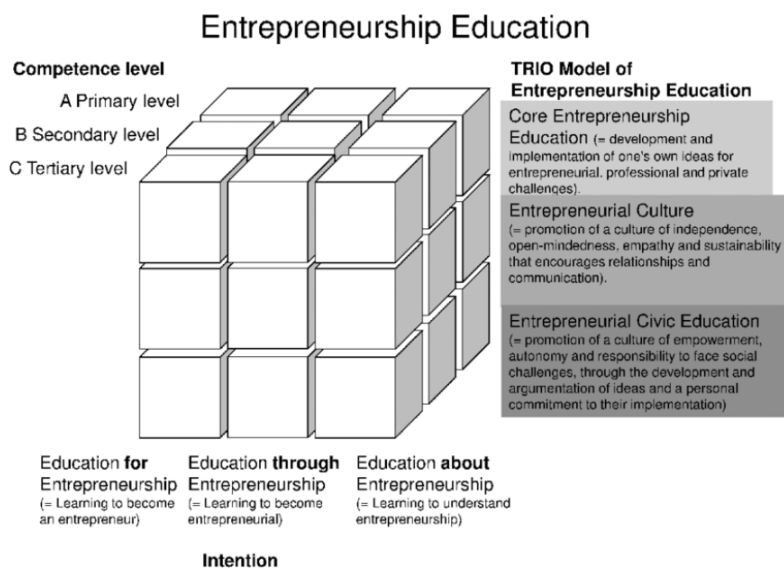 Entrepreneurship Education
Competence level
A Primary level
B Secondary level
C Tertiary level
TRIO Model of
Entrepreneurship Education
Core Entrepreneurship
Education (= development and
implementation of one's own ideas for
entrepreneurial, professional and private
challenges).
Entrepreneurial Culture
(= promotion of a culture of independence,
open-mindedness, empathy and sustainability
that encourages relationships and
communication).
Entrepreneurial Civic Education
(= promotion of a culture of empowerment,
autonomy and responsibility to face social
challenges, through the development and
argumentation of ideas and a personal
commitment to their implementation)
Education for
Entrepreneurship
(= Learning to become
an entrepreneur)
Education through
Entrepreneurship
(= Learning to become
entrepreneurial)
Education about
Entrepreneurship
(= Learning to understand
entrepreneurship)
Intention